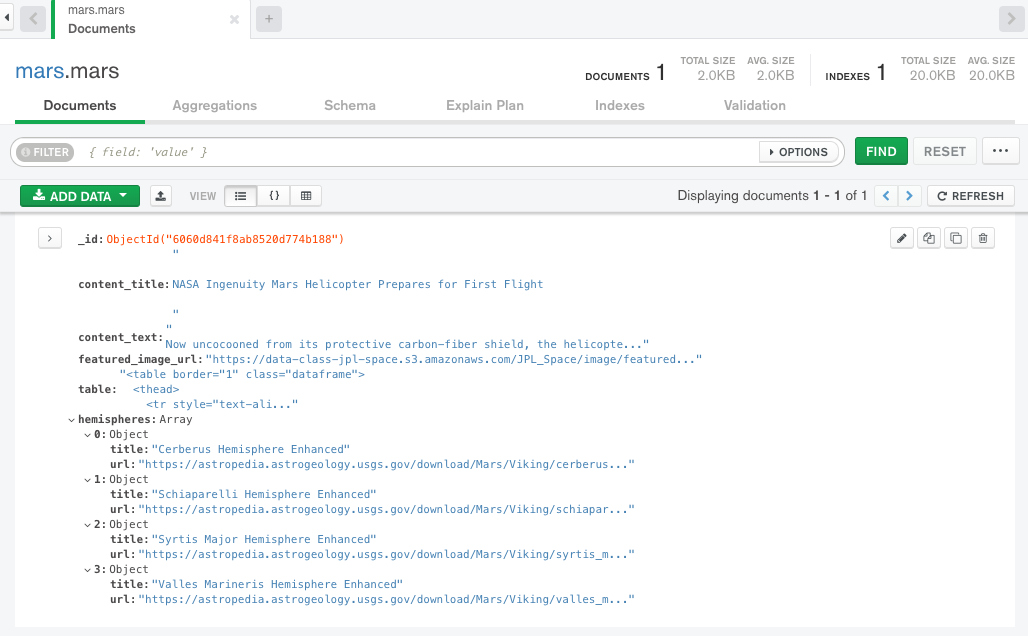 mars.mars
Documents
+
mars.mars
DOCUMENTS 1 TOTAL SIZE 2.0KB AVG. SIZE 2.0KB INDEXES 1 TOTAL SIZE 20.0KB AVG. SIZE 20.0KB
Documents Aggregations Schema Explain Plan Indexes Validation
FILTER { field: 'value' } OPTIONS FIND RESET ...
ADD DATA VIEW {} Displaying documents 1 - 1 of 1 < > REFRESH
_id: ObjectId("6060d841f8ab8520d774b188")
"
content_title: NASA Ingenuity Mars Helicopter Prepares for First Flight
"
"
content_text: Now uncocooned from its protective carbon-fiber shield, the helicopte..."
featured_image_url: "https://data-class-jpl-space.s3.amazonaws.com/JPL_Space/image/featured..."
"<table border="1" class="dataframe">
table: <thead>
<tr style="text-ali..."
hemispheres: Array
0: Object
title: "Cerberus Hemisphere Enhanced"
url: "https://astropedia.astrogeology.usgs.gov/download/Mars/Viking/cerberus..."
1: Object
title: "Schiaparelli Hemisphere Enhanced"
url: "https://astropedia.astrogeology.usgs.gov/download/Mars/Viking/schiapar..."
2: Object
title: "Syrtis Major Hemisphere Enhanced"
url: "https://astropedia.astrogeology.usgs.gov/download/Mars/Viking/syrtis_m..."
3: Object
title: "Valles Marineris Hemisphere Enhanced"
url: "https://astropedia.astrogeology.usgs.gov/download/Mars/Viking/valles_m..."